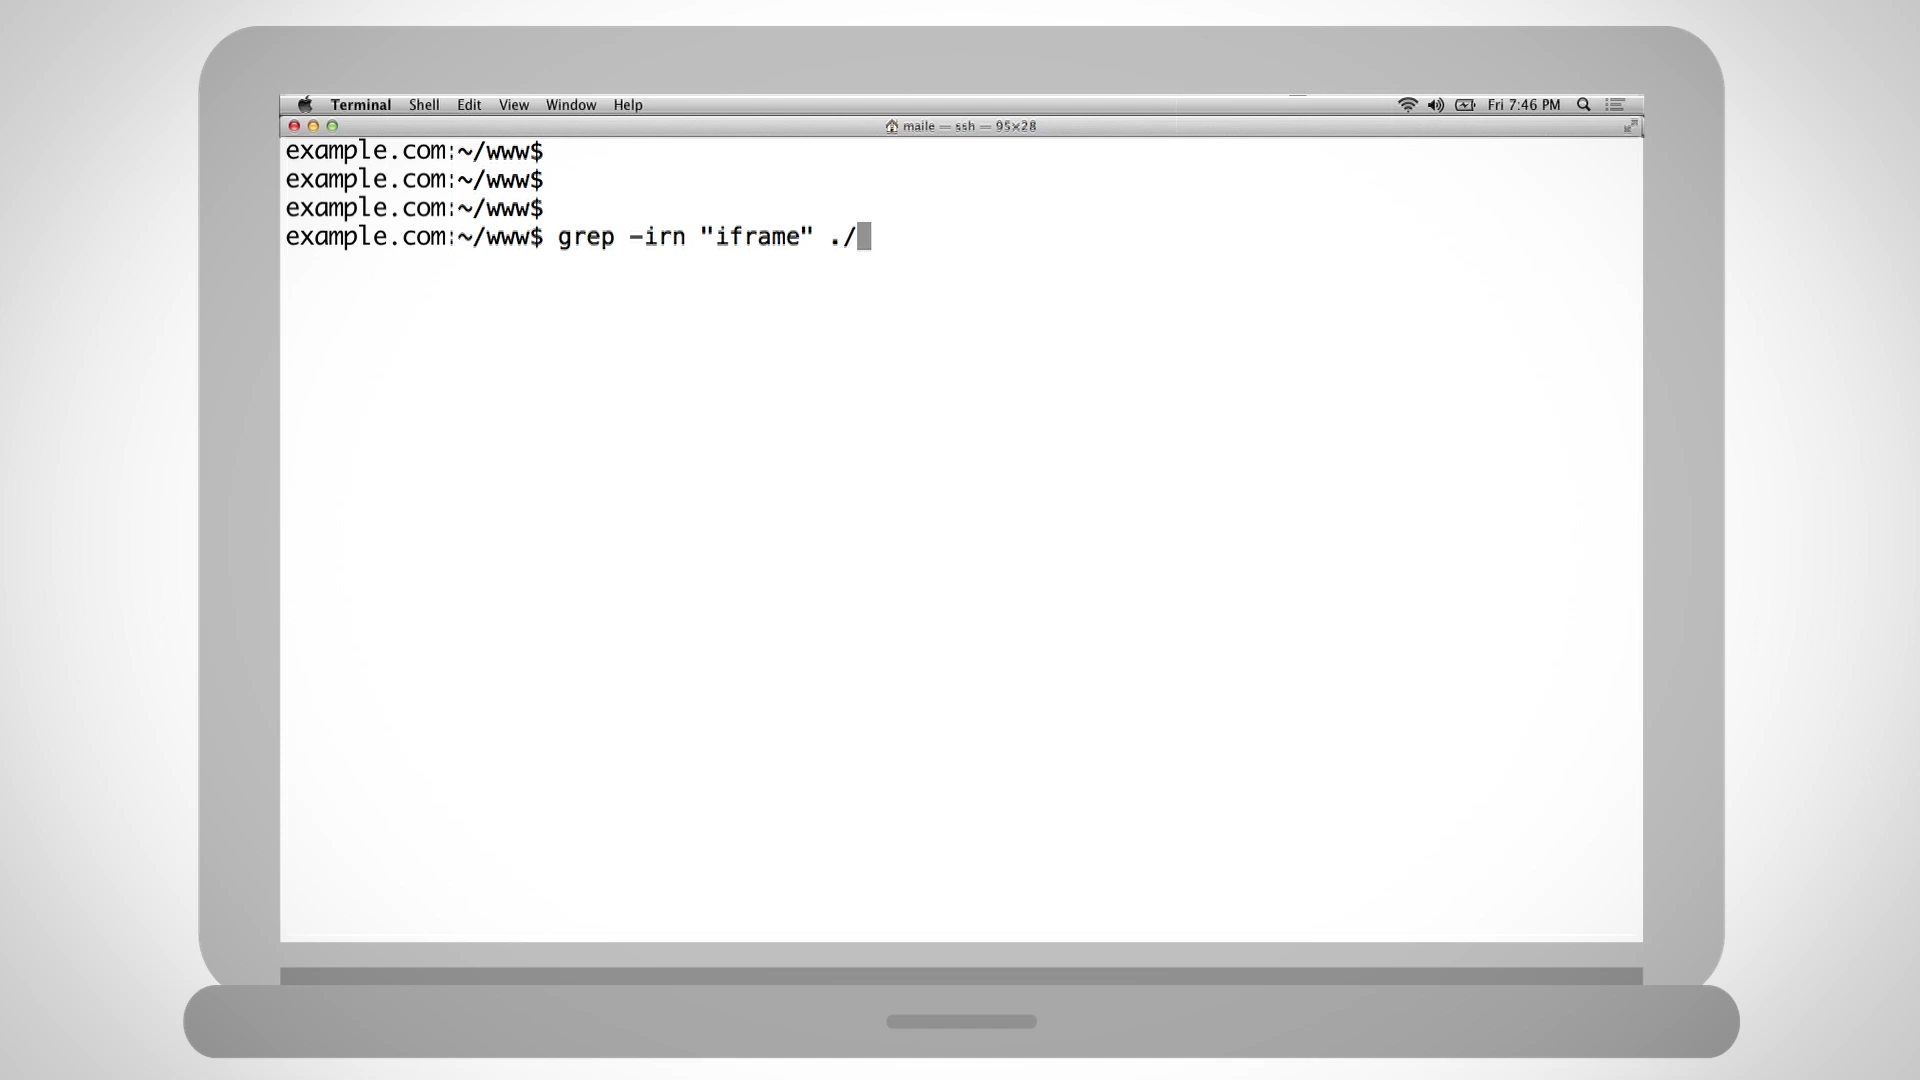 Terminal Shell Edit View Window Help Fri 7:46 PM
maile — ssh — 95×28
example.com:~/www$
example.com:~/www$
example.com:~/www$
example.com:~/www$ grep -irn "iframe" ./